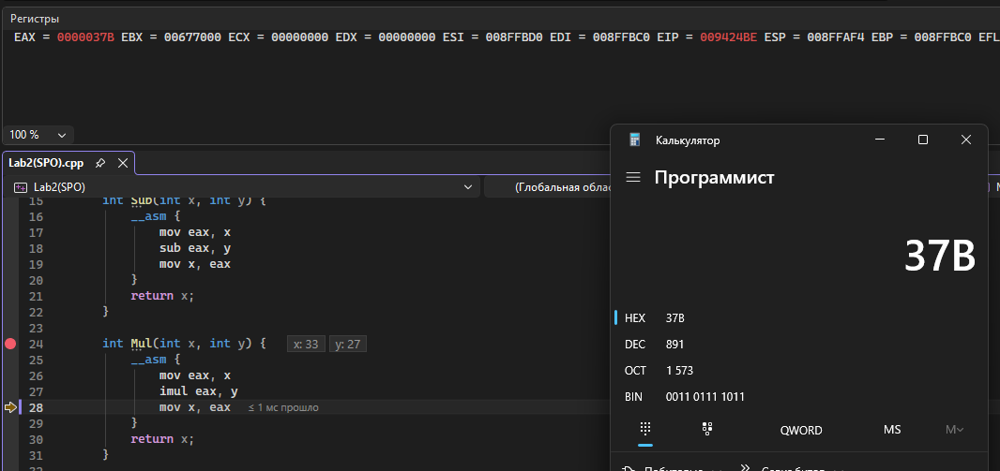 Регистры
EAX = 0000037B EBX = 00677000 ECX = 00000000 EDX = 00000000 ESI = 008FFBD0 EDI = 008FFBC0 EIP = 009424BE ESP = 008FFAF4 EBP = 008FFBC0 EFL
100 %
Lab2(SPO).cpp
Lab2(SPO)
(Глобальная облас
15 int Sub(int x, int y) {
16 __asm {
17 mov eax, x
18 sub eax, y
19 mov x, eax
20 }
21 return x;
22 }
23
24 int Mul(int x, int y) { x: 33 y: 27
25 __asm {
26 mov eax, x
27 imul eax, y
28 mov x, eax ≤ 1 мс прошло
29 }
30 return x;
31 }
Калькулятор
Программист
37B
HEX 37B
DEC 891
OCT 1 573
BIN 0011 0111 1011
QWORD
MS
M